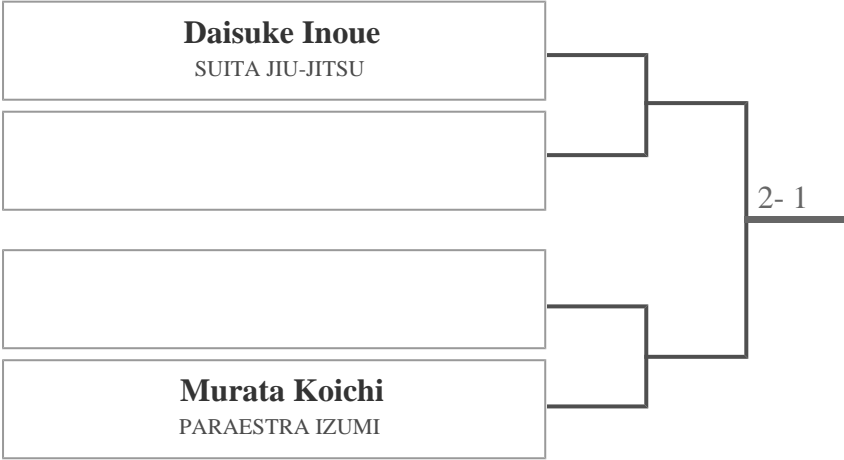 Daisuke Inoue
SUITA JIU-JITSU
2- 1
Murata Koichi
PARAESTRA IZUMI